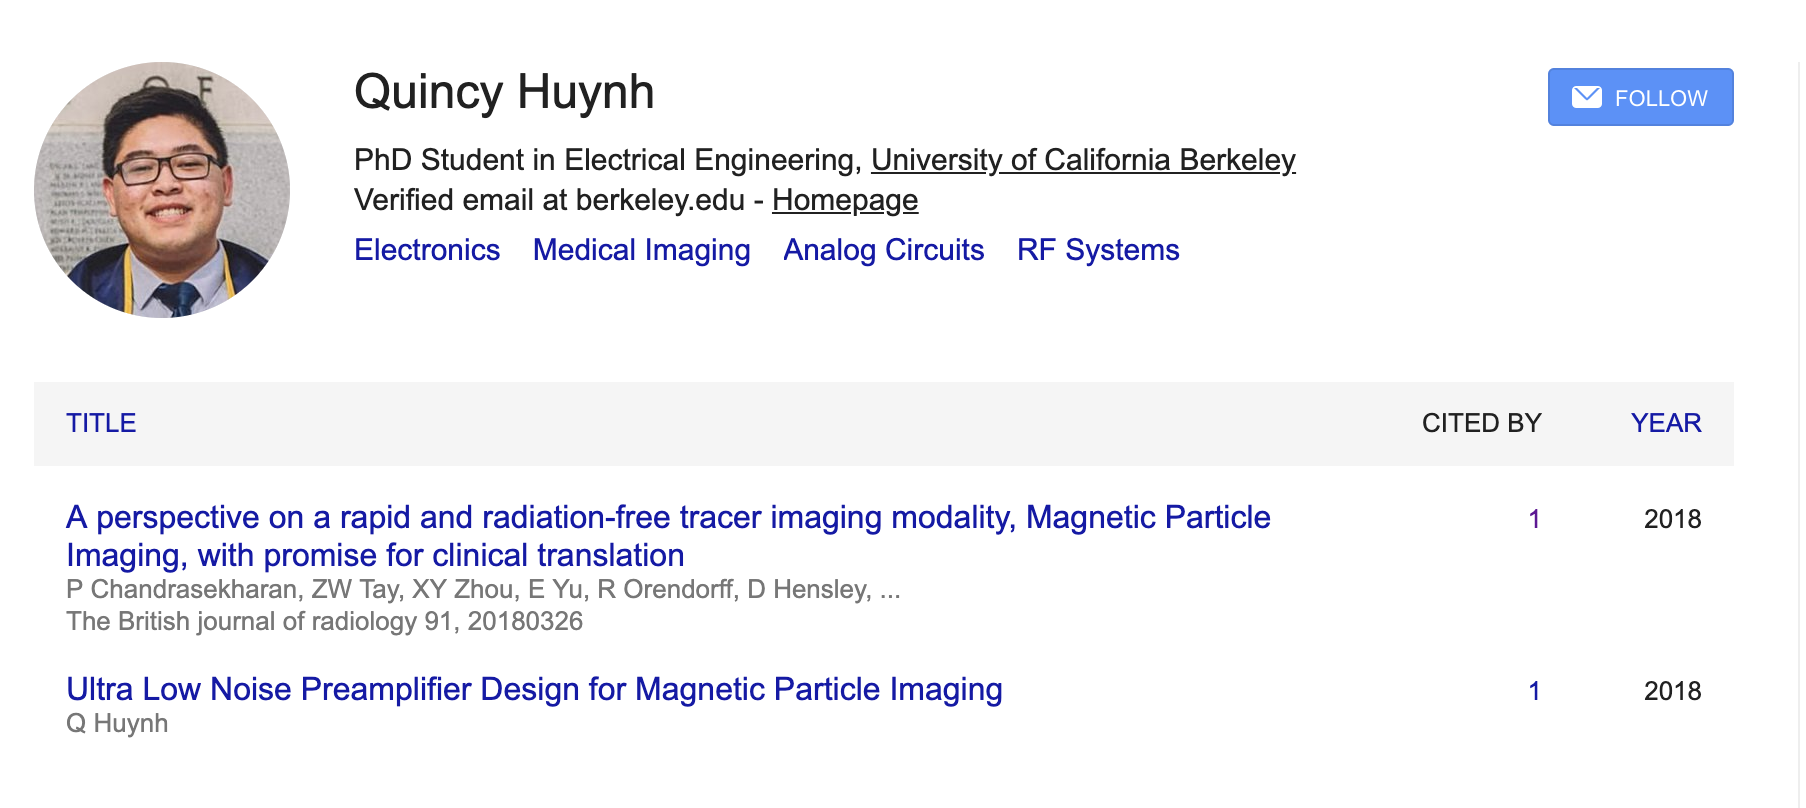 Quincy Huynh
FOLLOW
PhD Student in Electrical Engineering, University of California Berkeley
Verified email at berkeley.edu - Homepage
Electronics Medical Imaging Analog Circuits RF Systems
TITLE CITED BY YEAR
A perspective on a rapid and radiation-free tracer imaging modality, Magnetic Particle 1 2018
Imaging, with promise for clinical translation
P Chandrasekharan, ZW Tay, XY Zhou, E Yu, R Orendorff, D Hensley, ...
The British journal of radiology 91, 20180326
Ultra Low Noise Preamplifier Design for Magnetic Particle Imaging 1 2018
Q Huynh